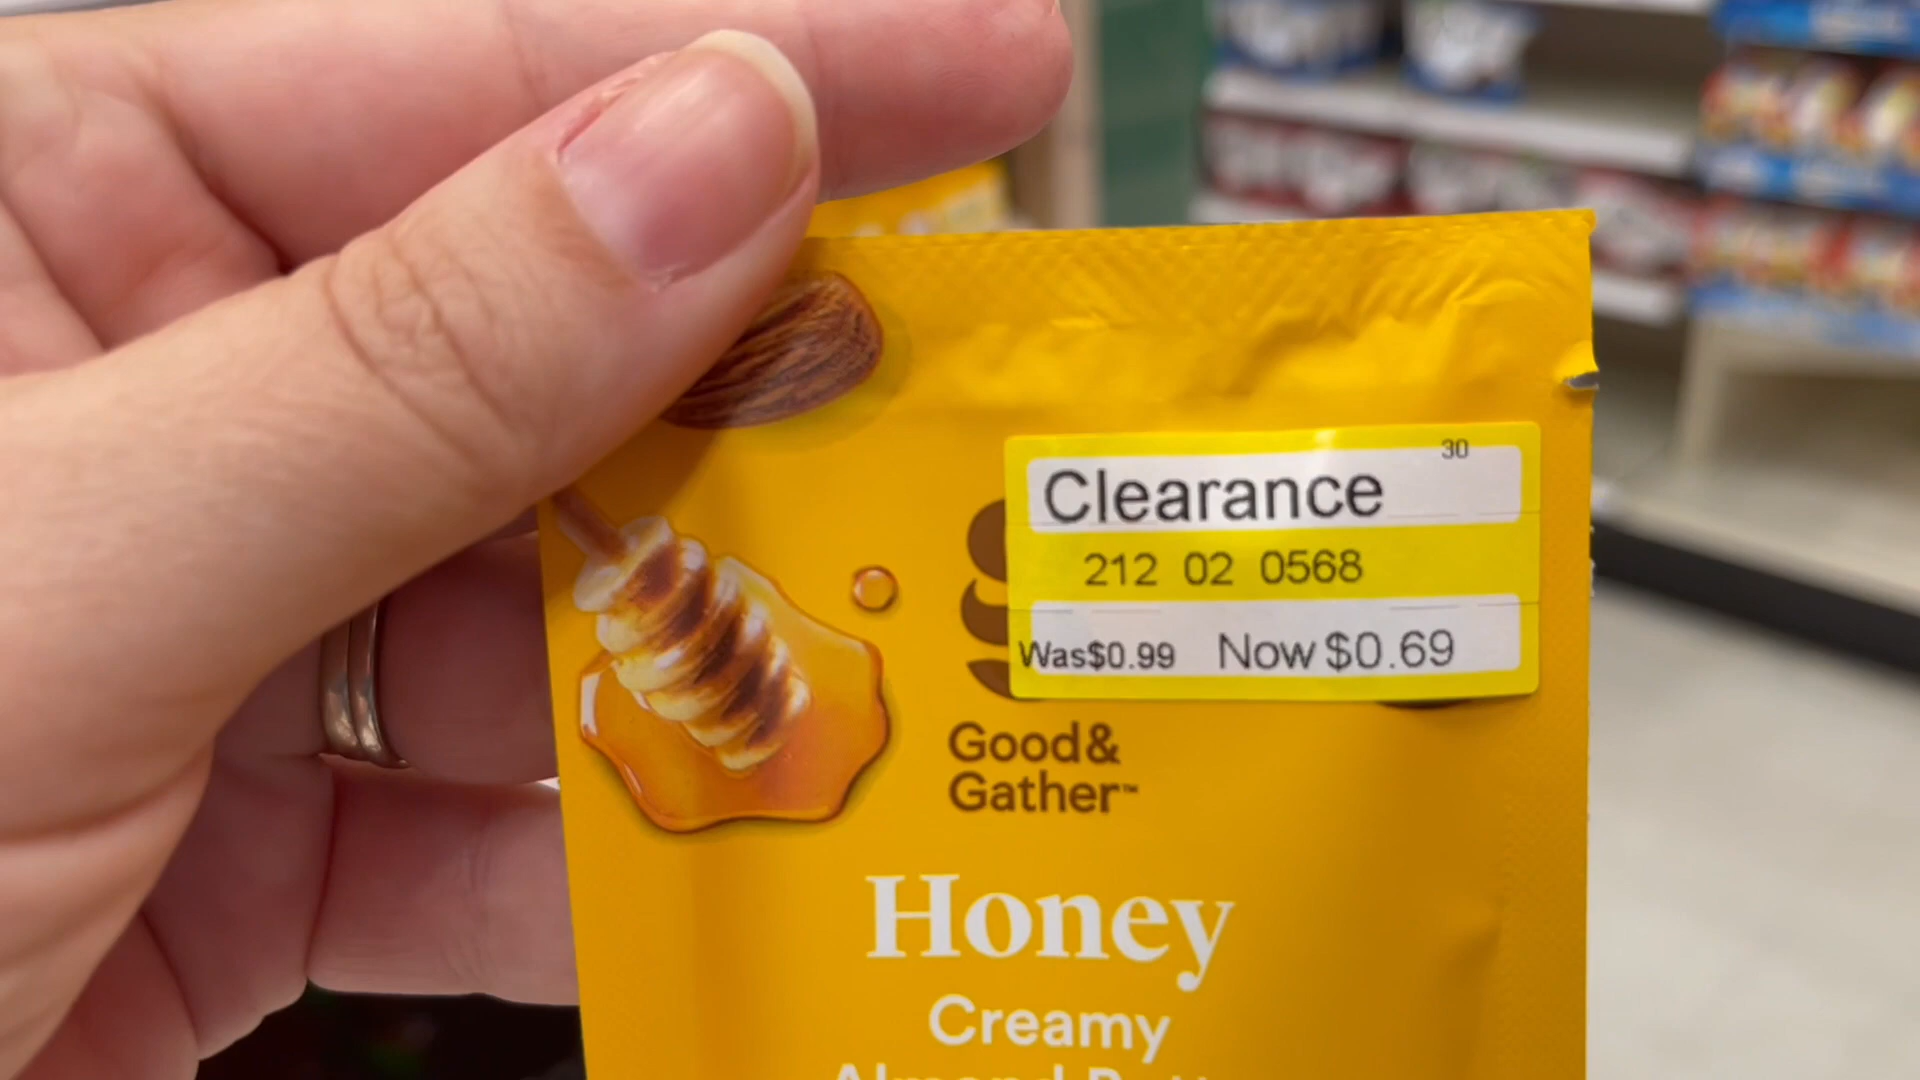 30
Clearance
212 02 0568
Was$0.99 Now $0.69
Good&
Gather™
Honey
Creamy
Almond